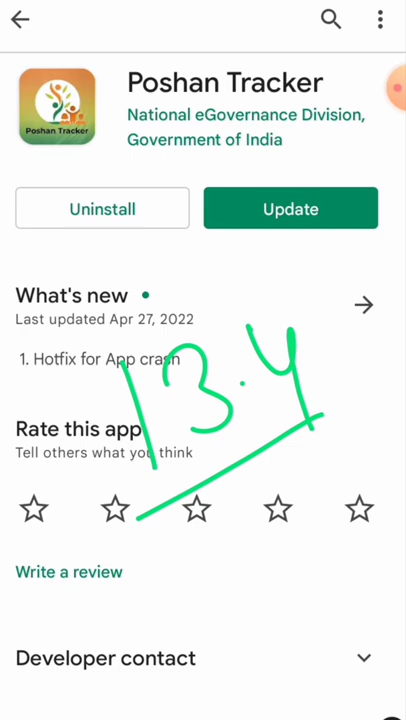 Poshan Tracker
National eGovernance Division,
Government of India
Poshan Tracker
Uninstall
Update
What's new
Last updated Apr 27, 2022
1. Hotfix for App crash
13.4
Rate this app
Tell others what you think
Write a review
Developer contact